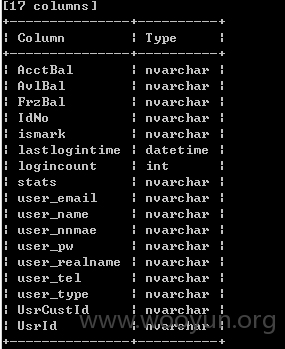 [17 columns]
+---------------+----------+
| Column | Type |
+---------------+----------+
| AcctBal | nvarchar |
| AvlBal | nvarchar |
| FrzBal | nvarchar |
| IdNo | nvarchar |
| ismark | nvarchar |
| lastlogintime | datetime |
| logincount | int |
| stats | nvarchar |
| user_email | nvarchar |
| user_name | nvarchar |
| user_nnmae | nvarchar |
| user_pw | nvarchar |
| user_realname | nvarchar |
| user_tel | nvarchar |
| user_type | nvarchar |
| UsrCustId | nvarchar |
| UsrId | nvarchar |
+---------------+----------+
www.wooyun.org